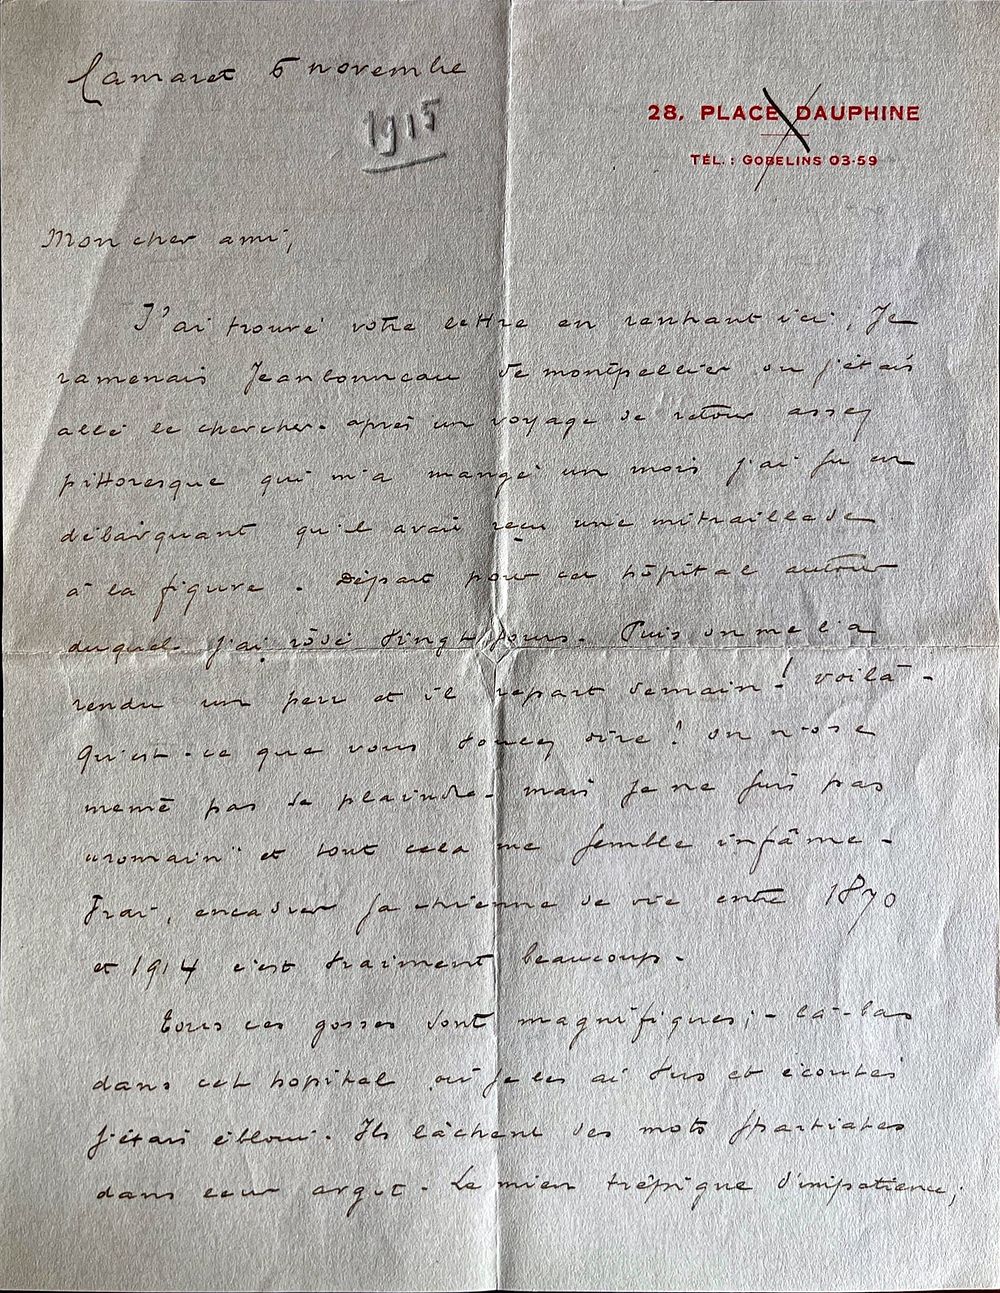 Camaret 6 novembre
1915
28, PLACE DAUPHINE
TÉL. : GOBELINS 03-59
Mon cher ami,
J'ai trouvé votre lettre en rentrant ici, Je
ramenais Jeanbonneau de montpellier ou j'étais
allé le chercher. après un voyage de retour assez
pittoresque qui m'a mangé un mois j'ai su en
débarquant qu'il avait reçu une mitraillade
à la figure. Départ pour cet hôpital autour
duquel j'ai rôdé vingt jours. Puis on me l'a
rendu un peu et il repart demain! voilà -
Qu'est-ce que vous voulez dire! on n'ose
même pas se plaindre - mais je ne suis pas
"romain" et tout cela me semble infâme -
Vrai, encadrer sa chienne de vie entre 1870
et 1914 c'est vraiment beaucoup.
Tous ces gosses sont magnifiques; - là-bas
dans cet hopital où je les ai vus et écoutés
j'étais ébloui. Ils lâchent des mots spartiates
dans leur argot. Le mien trépigne d'impatience;